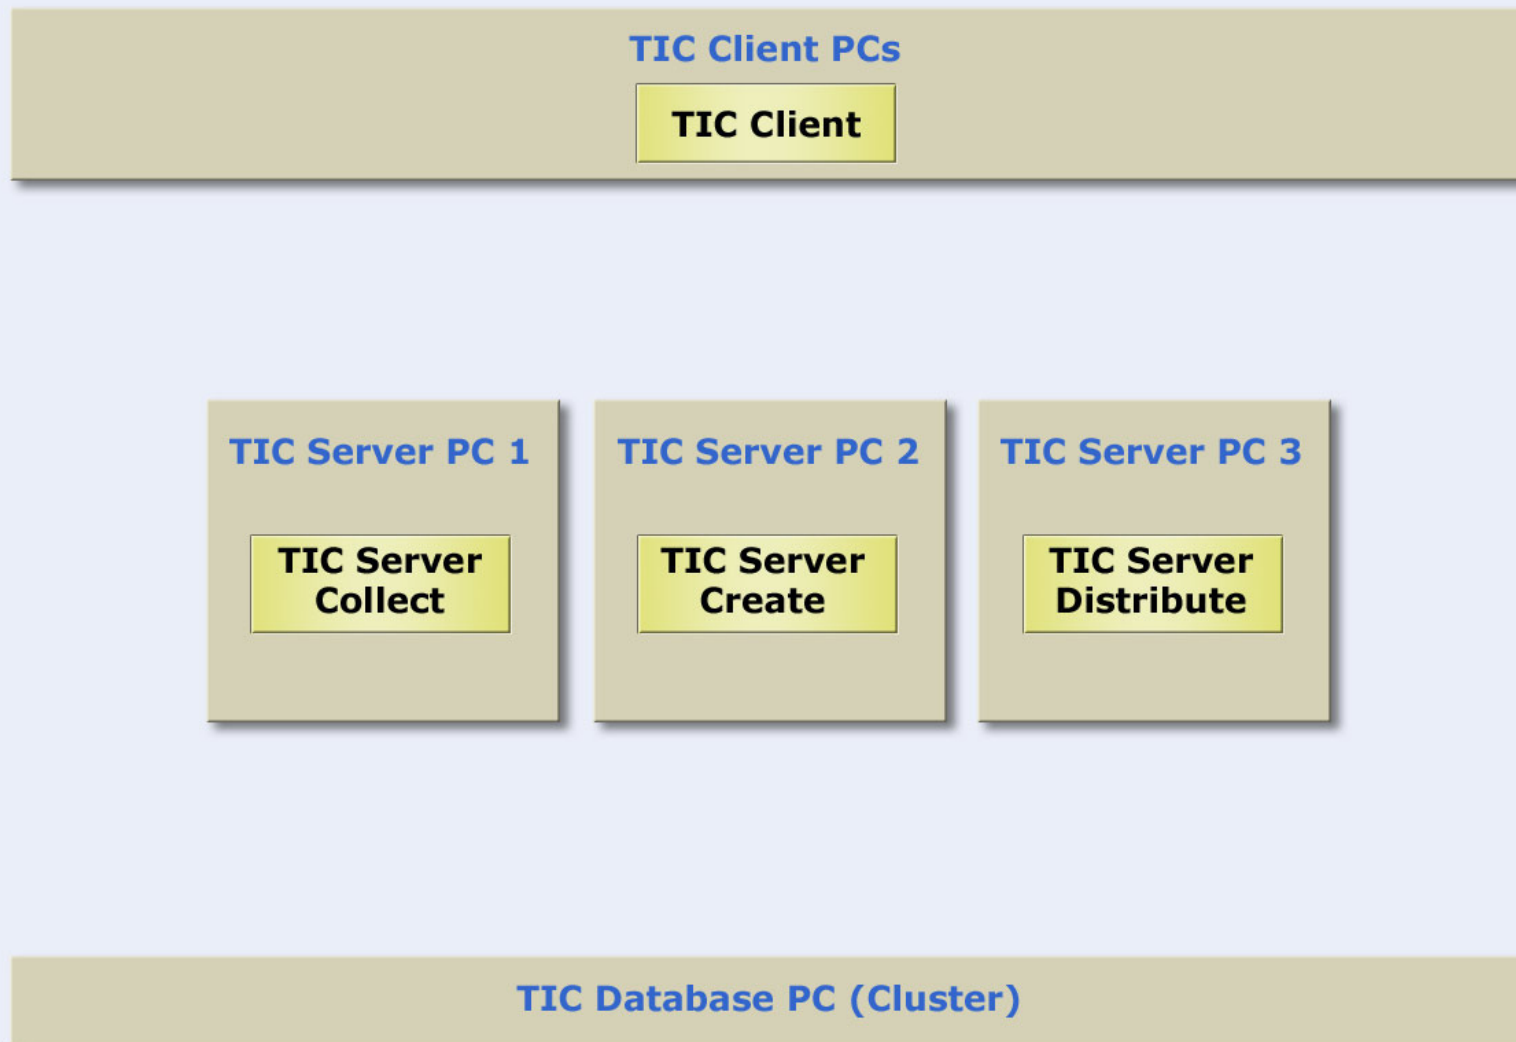 TIC Client PCs
TIC Client
TIC Server PC 1
TIC Server
Collect
TIC Server PC 2
TIC Server
Create
TIC Server PC 3
TIC Server
Distribute
TIC Database PC (Cluster)